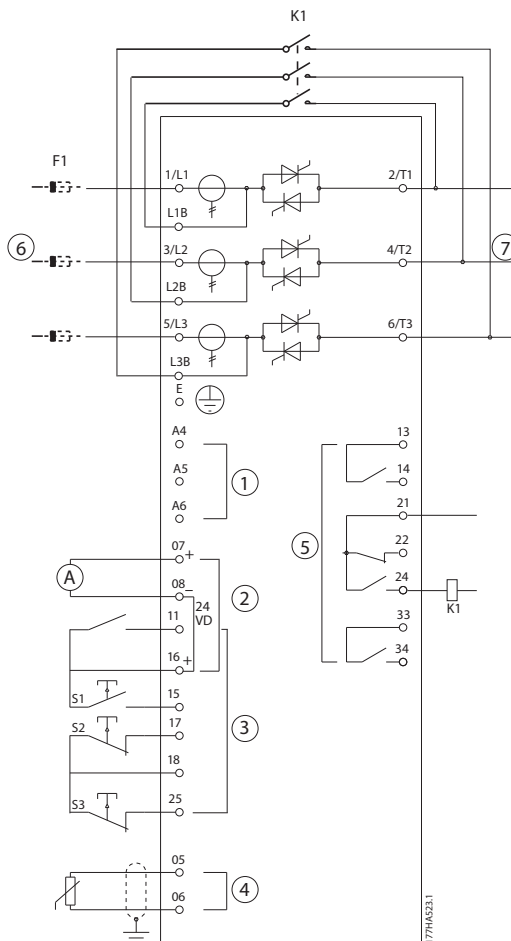 K1
F1
1/L1
2/T1
L1B
6
3/L2
4/T2
7
L2B
5/L3
6/T3
L3B
E
A4
13
A5
1
14
A6
21
07
+
5
22
A
08
–
2
24
24
VD
K1
11
33
16
+
34
S1
15
S2
17
3
18
S3
25
05
4
06
177HA523.1